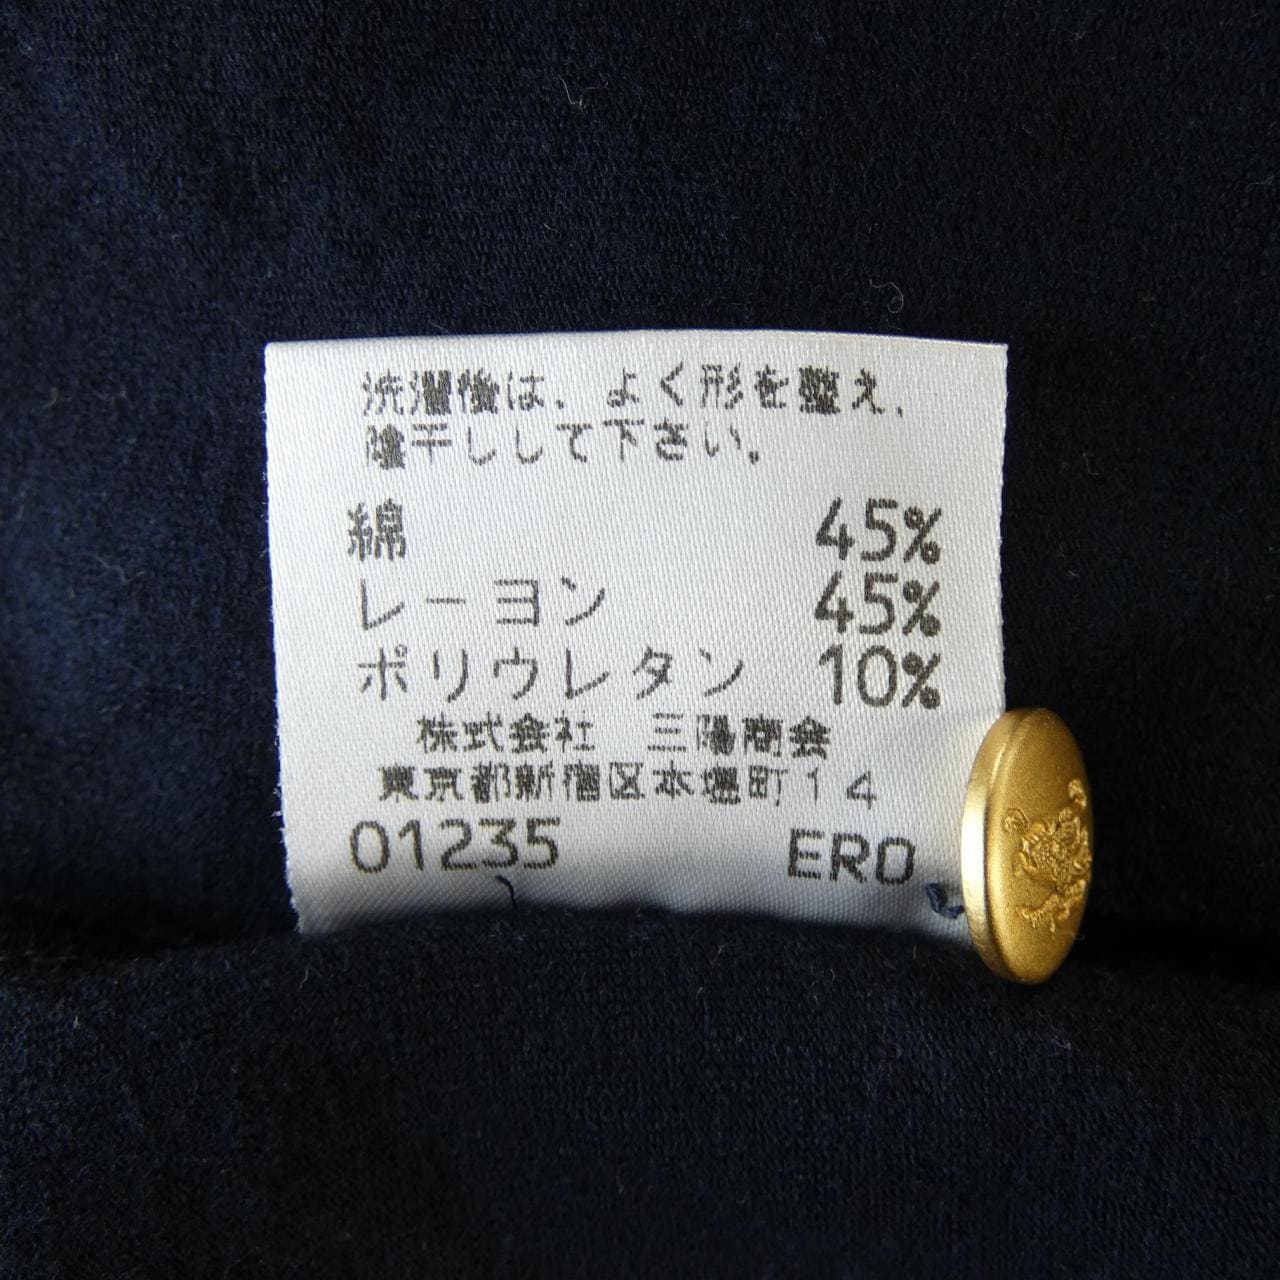 洗濯後は、よく形を整え、
陰干ししして下さい。
綿 45%
レーヨン 45%
ポリウレタン 10%
株式会社 三陽商会
東京都新宿区本塩町14
01235 ERO